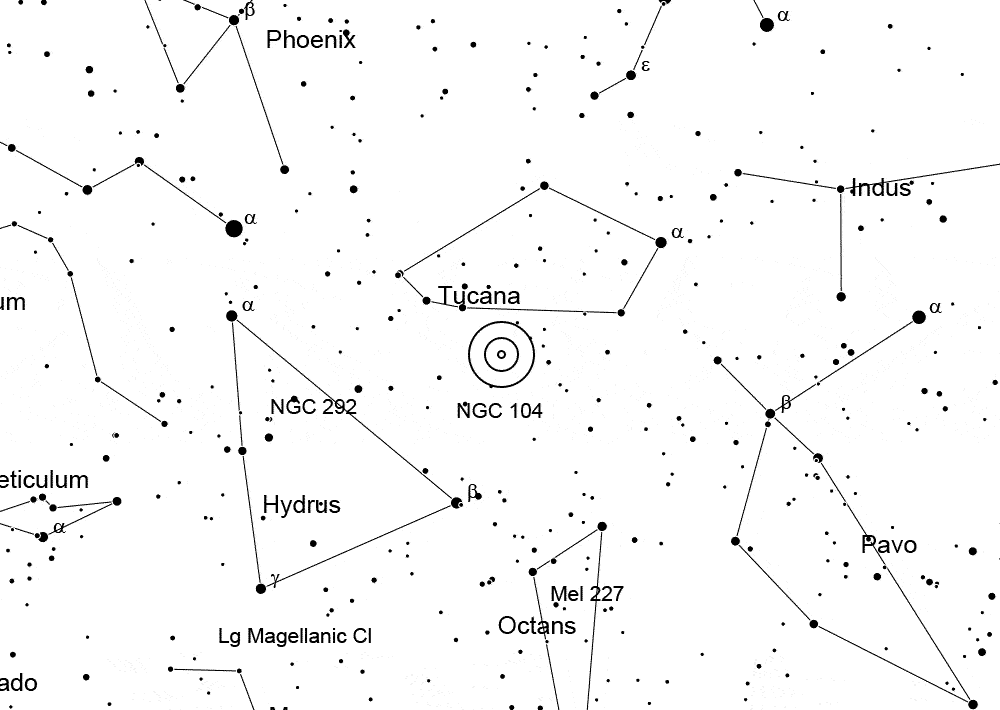 β
α
Phoenix
ε
Indus
α
α
um
Tucana
α
α
NGC 292
NGC 104
β
eticulum
β
Hydrus
α
Pavo
γ
Mel 227
Octans
Lg Magellanic Cl
ado